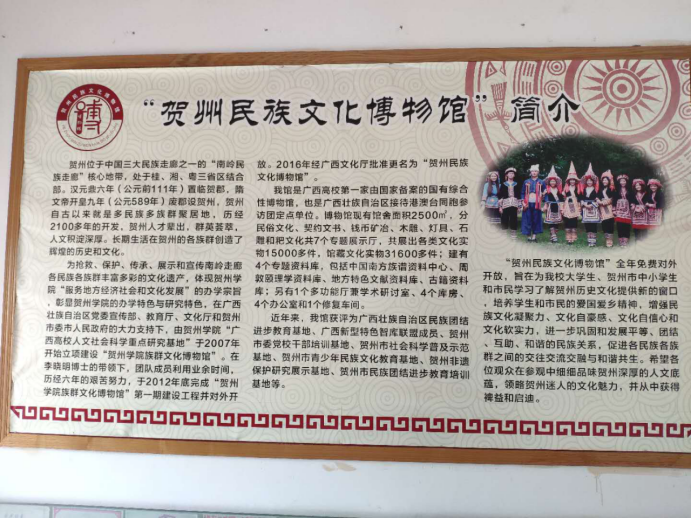 贺州民族文化博物馆
“贺州民族文化博物馆”简介
贺州位于中国三大民族走廊之一的“南岭
民族走廊”核心地带，处于桂、湘、粤三省区结合
部。汉元鼎六年（公元前111年）置临贺郡，隋
文帝开皇九年（公元589年）废郡设贺州，贺州
自古以来就是多民族多族群聚居地，历经
2100多年的开发，贺州人才辈出，群英荟萃，
人文积淀深厚。长期生活在贺州的各族群创造了
辉煌的历史和文化。
为抢救、保护、传承、展示和宣传南岭走廊
各民族各族群丰富多彩的文化遗产，体现贺州学
院“服务地方经济社会和文化发展”的办学宗旨
，彰显贺州学院的办学特色与研究特色，在广西
壮族自治区党委宣传部、教育厅、文化厅和贺州
市委市人民政府的大力支持下，由贺州学院“广
西高校人文社会科学重点研究基地”于2007年
开始立项建设“贺州学院族群文化博物馆”。在
李晓明博士的带领下，团队成员利用业余时间，
历经六年的艰苦努力，于2012年底完成“贺州
学院族群文化博物馆”第一期建设工程并对外开
放。2016年经广西文化厅批准更名为“贺州民族
文化博物馆”。
我馆是广西高校第一家由国家备案的国有综合
性博物馆，也是广西壮族自治区接待港澳台同胞参
访团定点单位。博物馆现有馆舍面积2500㎡，分
民俗文化、契约文书、钱币矿冶、木雕、灯具、石
雕和耙文化共7个专题展示厅，共展出各类文化实
物15000多件，馆藏文化实物31600多件；建有
4个专题资料库，包括中国南方族谱资料中心、周
敦颐理学资料库、地方特色文献资料库、古籍资料
库；另有1个多功能厅兼学术研讨室、4个库房、
4个办公室和1个修复车间。
近年来，我馆获评为广西壮族自治区民族团结
进步教育基地、广西新型特色智库联盟成员、贺州
市委党校干部培训基地、贺州市社会科学普及示范
基地、贺州市青少年民族文化教育基地、贺州非遗
保护研究展示基地、贺州市民族团结进步教育培训
基地等。
“贺州民族文化博物馆”全年免费对外
开放，旨在为我校大学生、贺州市中小学生
和市民学习了解贺州历史文化提供新的窗口
，培养学生和市民的爱国爱乡精神，增强民
族文化凝聚力、文化自豪感、文化自信心和
文化软实力，进一步巩固和发展平等、团结
、互助、和谐的民族关系，促进各民族各族
群之间的交往交流交融与和谐共生。希望各
位观众在参观中细细品味贺州深厚的人文底
蕴，领略贺州迷人的文化魅力，并从中获得
裨益和启迪。